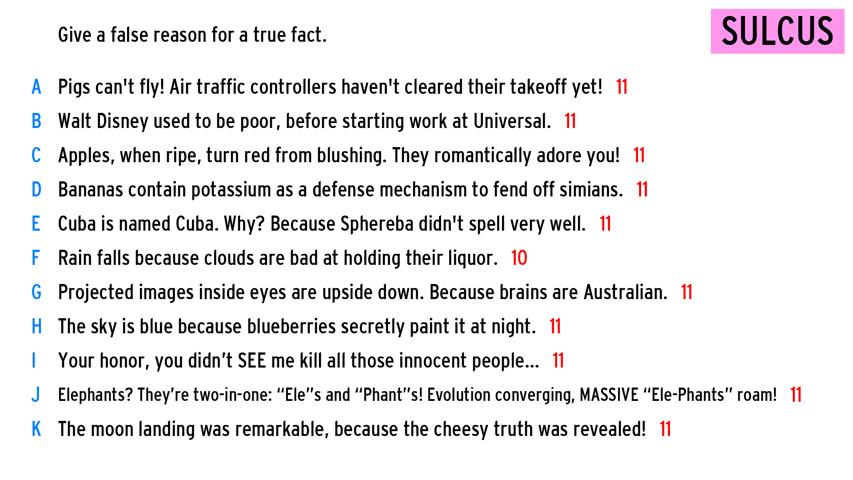 Give a false reason for a true fact.
SULCUS
A Pigs can't fly! Air traffic controllers haven't cleared their takeoff yet! 11
B Walt Disney used to be poor, before starting work at Universal. 11
C Apples, when ripe, turn red from blushing. They romantically adore you! 11
D Bananas contain potassium as a defense mechanism to fend off simians. 11
E Cuba is named Cuba. Why? Because Sphereba didn't spell very well. 11
F Rain falls because clouds are bad at holding their liquor. 10
G Projected images inside eyes are upside down. Because brains are Australian. 11
H The sky is blue because blueberries secretly paint it at night. 11
I Your honor, you didn’t SEE me kill all those innocent people... 11
J Elephants? They’re two-in-one: “Ele”s and “Phant”s! Evolution converging, MASSIVE “Ele-Phants” roam! 11
K The moon landing was remarkable, because the cheesy truth was revealed! 11